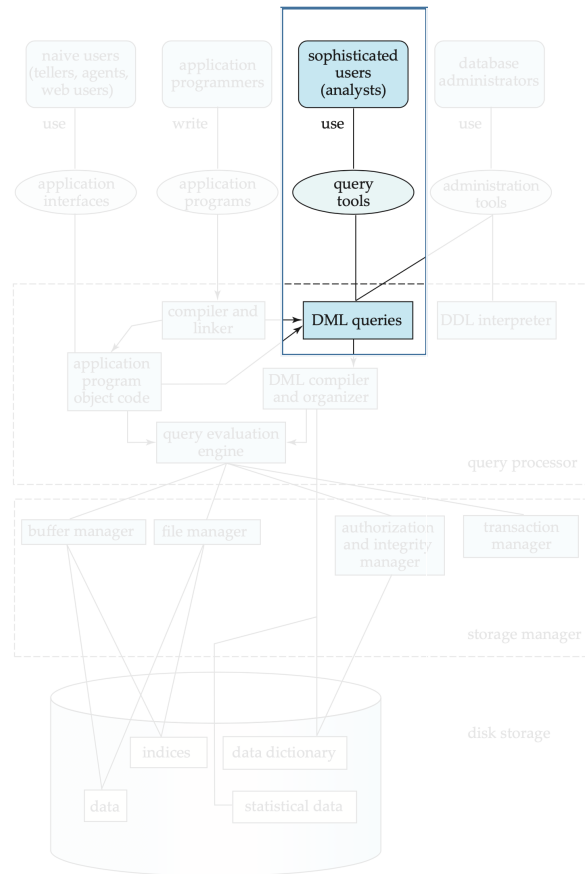 naive users
(tellers, agents,
web users)
application
programmers
sophisticated
users
(analysts)
database
administrators
use
write
use
use
application
interfaces
application
programs
query
tools
administration
tools
compiler and
linker
DML queries
DDL interpreter
application
program
object code
DML compiler
and organizer
query evaluation
engine
query processor
buffer manager
file manager
authorization
and integrity
manager
transaction
manager
storage manager
disk storage
indices
data dictionary
data
statistical data